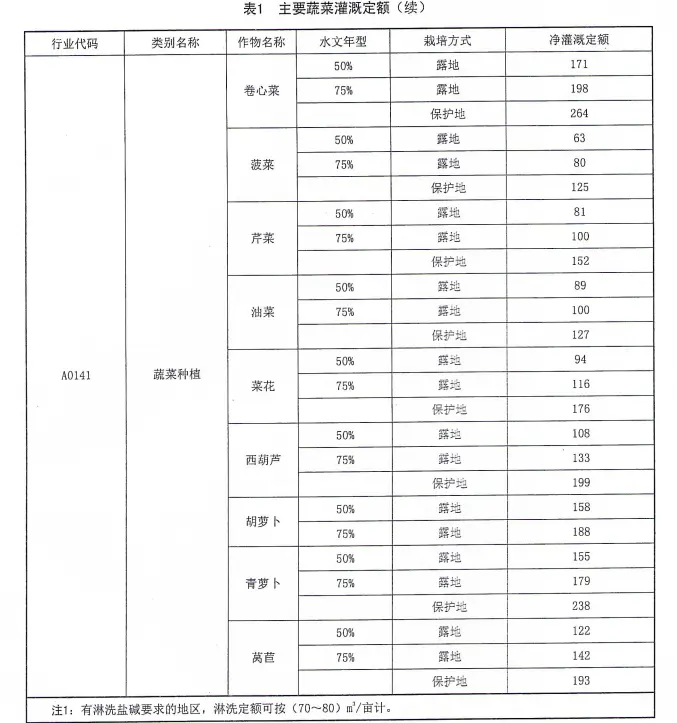 表1 主要蔬菜灌溉定额（续）
行业代码 类别名称 作物名称 水文年型 栽培方式 净灌溉定额
A0141 蔬菜种植 卷心菜 50% 露地 171
75% 露地 198
保护地 264
菠菜 50% 露地 63
75% 露地 80
保护地 125
芹菜 50% 露地 81
75% 露地 100
保护地 152
油菜 50% 露地 89
75% 露地 100
保护地 127
菜花 50% 露地 94
75% 露地 116
保护地 176
西胡芦 50% 露地 108
75% 露地 133
保护地 199
胡萝卜 50% 露地 158
75% 露地 188
青萝卜 50% 露地 155
75% 露地 179
保护地 238
莴苣 50% 露地 122
75% 露地 142
保护地 193
注1：有淋洗盐碱要求的地区，淋洗定额可按（70～80）m³/亩计。